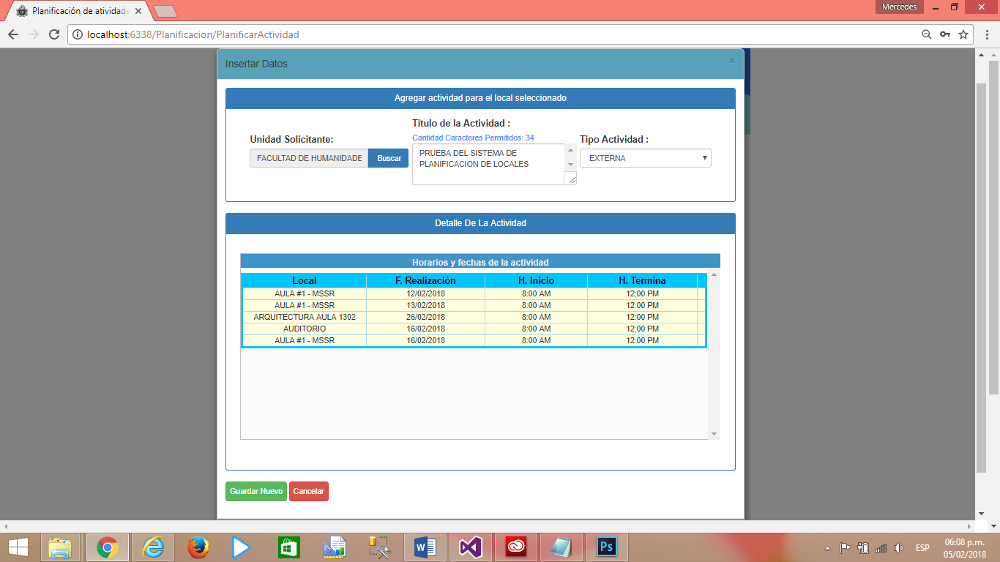 Planificación de atividade
Mercedes
localhost:6338/Planificacion/PlanificarActividad
Insertar Datos
Agregar actividad para el local seleccionado
Unidad Solicitante:
FACULTAD DE HUMANIDADE
Buscar
Titulo de la Actividad :
Cantidad Caracteres Permitidos: 34
PRUEBA DEL SISTEMA DE
PLANIFICACION DE LOCALES
Tipo Actividad :
EXTERNA
Detalle De La Actividad
Horarios y fechas de la actividad
Local F. Realización H. Inicio H. Termina
AULA #1 - MSSR 12/02/2018 8:00 AM 12:00 PM
AULA #1 - MSSR 13/02/2018 8:00 AM 12:00 PM
ARQUITECTURA AULA 1302 26/02/2018 8:00 AM 12:00 PM
AUDITORIO 16/02/2018 8:00 AM 12:00 PM
AULA #1 - MSSR 16/02/2018 8:00 AM 12:00 PM
Guardar Nuevo Cancelar
ESP
06:08 p.m.
05/02/2018